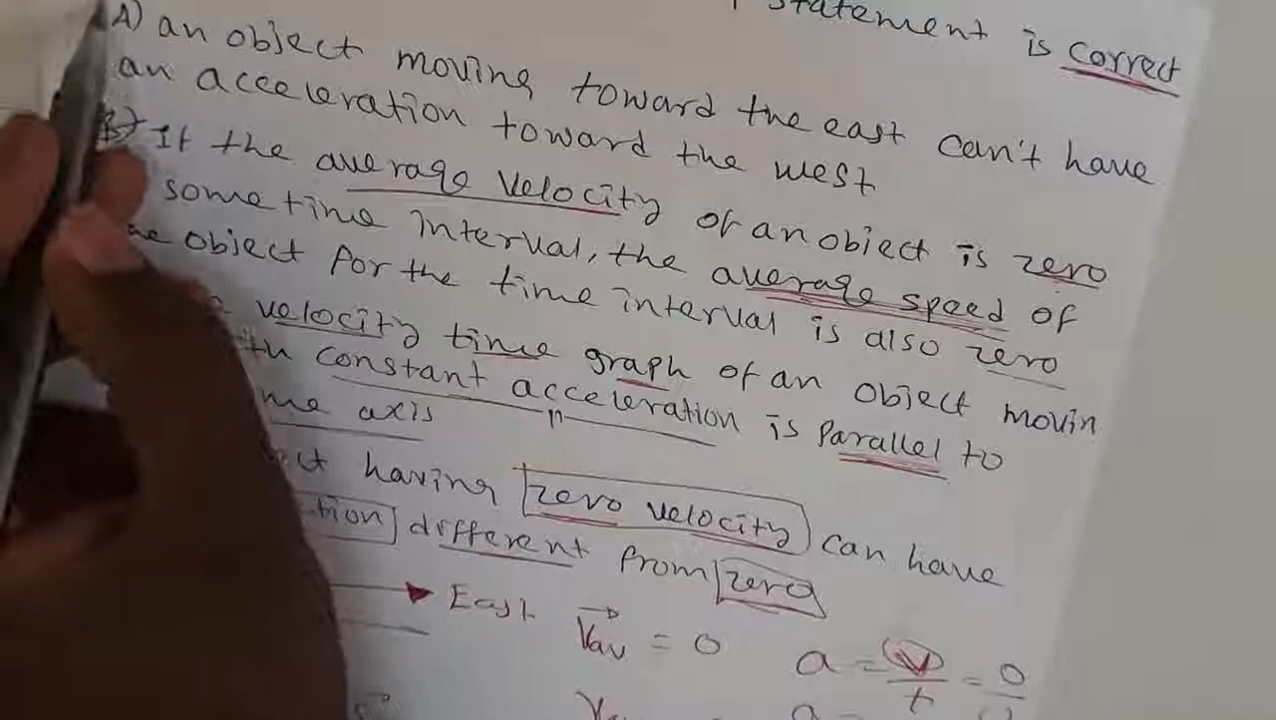 statement is correct
A) an object moving toward the east can't have
an acceleration toward the west
B) If the average velocity of an object is zero
some time interval, the average speed of
object for the time interval is also zero
velocity time graph of an object movin
constant acceleration is parallel to
axis
having zero velocity can have
different from zero
East
Vav = 0
a = V/t = 0